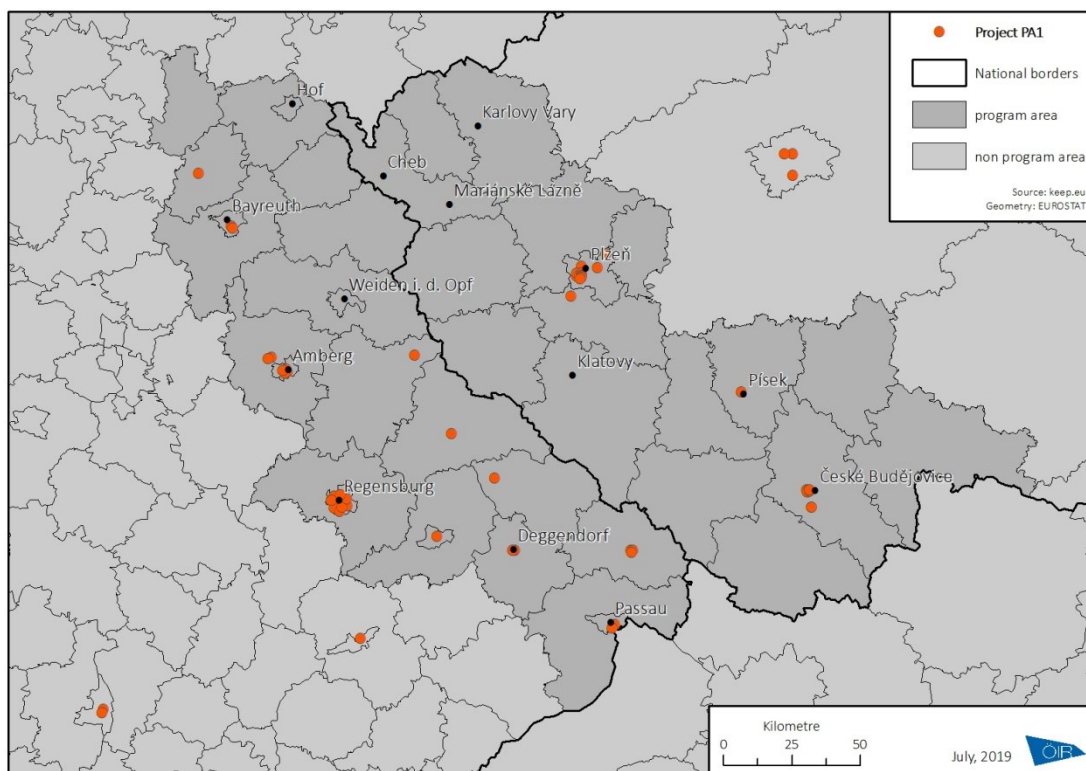 Project PA1
National borders
program area
non program area
Source: keep.eu
Geometry: EUROSTAT
Hof
Karlovy Vary
Cheb
Mariánské Lázně
Bayreuth
Plzeň
Weiden i. d. Opf
Amberg
Klatovy
Písek
Regensburg
České Budějovice
Deggendorf
Passau
Kilometre
0 25 50
July, 2019
ÖIR